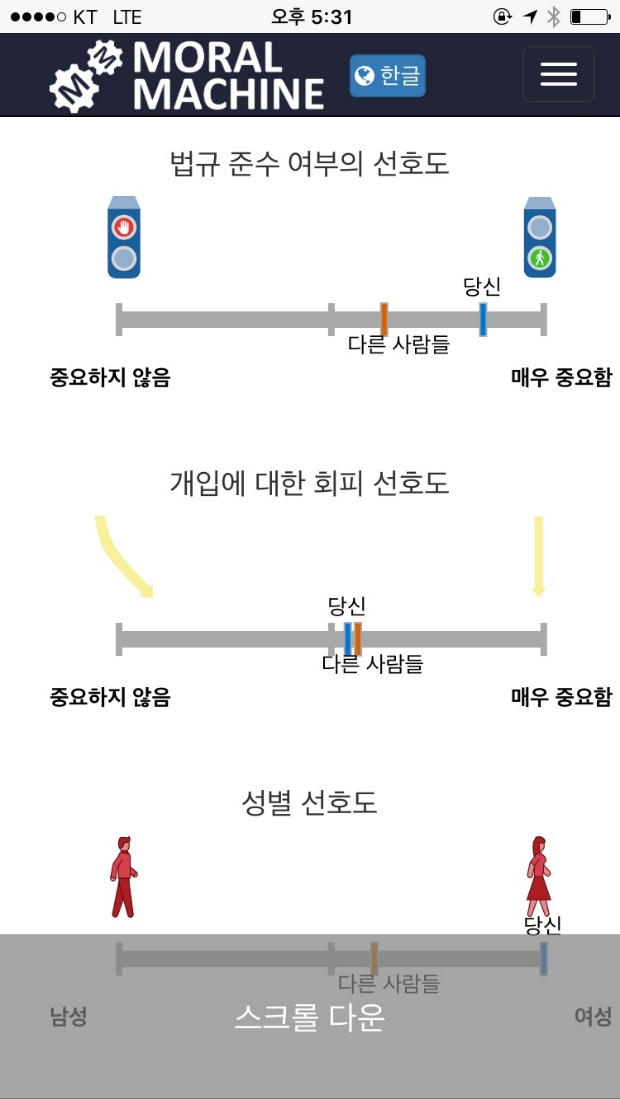 KT LTE 오후 5:31
MORAL
MACHINE
한글
법규 준수 여부의 선호도
당신
다른 사람들
중요하지 않음 매우 중요함
개입에 대한 회피 선호도
당신
다른 사람들
중요하지 않음 매우 중요함
성별 선호도
당신
다른 사람들
남성 스크롤 다운 여성